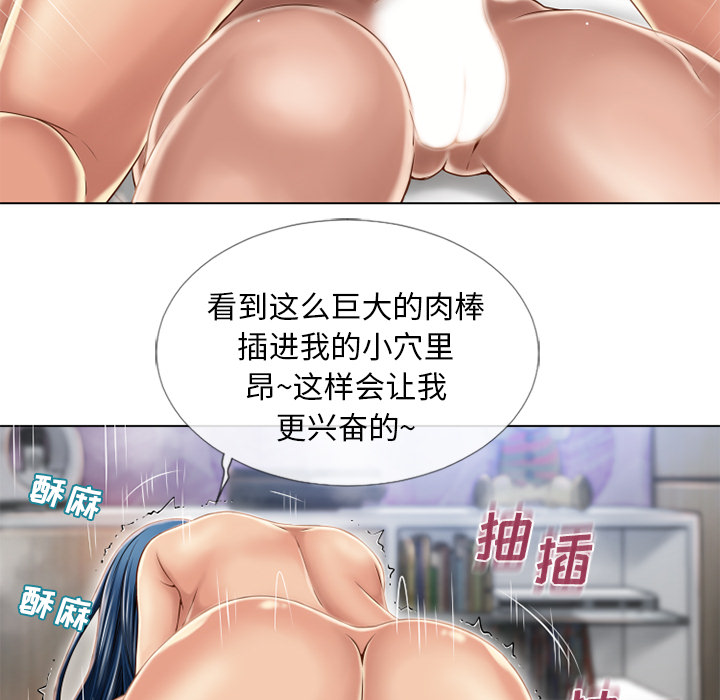 看到这么巨大的肉棒
插进我的小穴里
昂~这样会让我
更兴奋的~
酥麻
抽插
酥麻